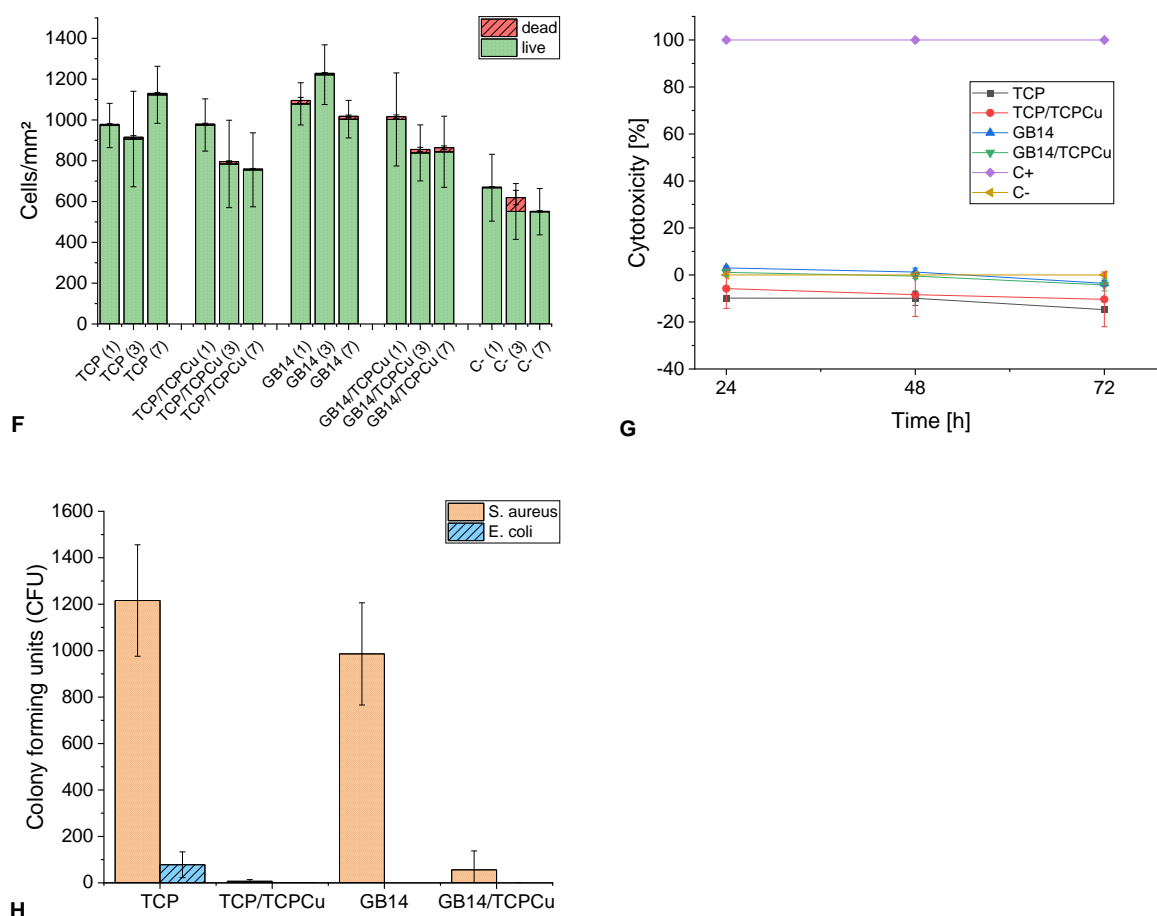 dead
live
1400
1200
1000
800
600
400
200
0
Cells/mm²
TCP (1)
TCP (3)
TCP (7)
TCP/TCPCu (1)
TCP/TCPCu (3)
TCP/TCPCu (7)
GB14 (1)
GB14 (3)
GB14 (7)
GB14/TCPCu (1)
GB14/TCPCu (3)
GB14/TCPCu (7)
C- (1)
C- (3)
C- (7)
F
100
80
60
40
20
0
-20
-40
Cytotoxicity [%]
TCP
TCP/TCPCu
GB14
GB14/TCPCu
C+
C-
24
48
72
Time [h]
G
1600
1400
1200
1000
800
600
400
200
0
Colony forming units (CFU)
S. aureus
E. coli
TCP
TCP/TCPCu
GB14
GB14/TCPCu
H